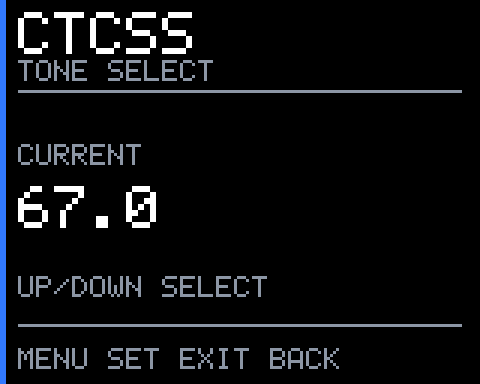 CTCSS
TONE SELECT
CURRENT
67.0
UP/DOWN SELECT
MENU SET EXIT BACK